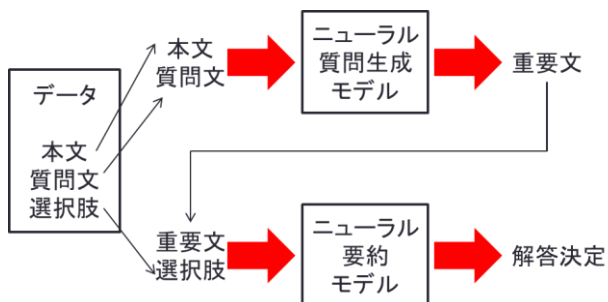 データ
本文
質問文
選択肢
本文
質問文
ニューラル
質問生成
モデル
重要文
重要文
選択肢
ニューラル
要約
モデル
解答決定